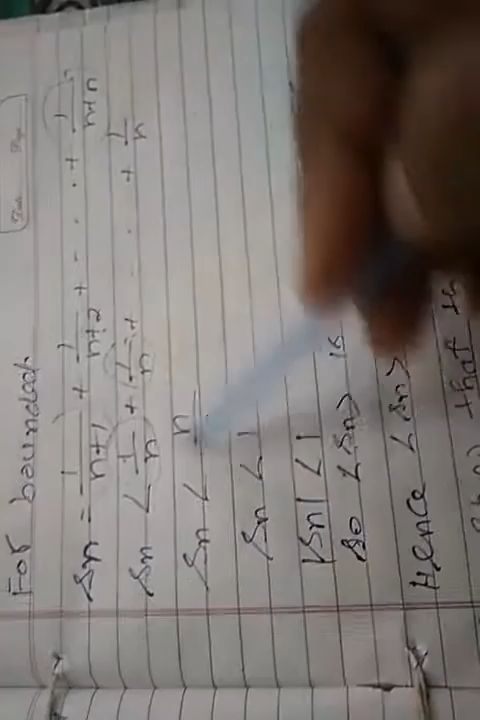 For bounded
Sn = 1/n+1 + 1/n+2 + - . . . + 1/n+n
Sn < 1/n + 1/n + - . . + 1/n
Sn < n
Sn < 1
|Sn| < 1
So <Sn> is
Hence <Sn>
that